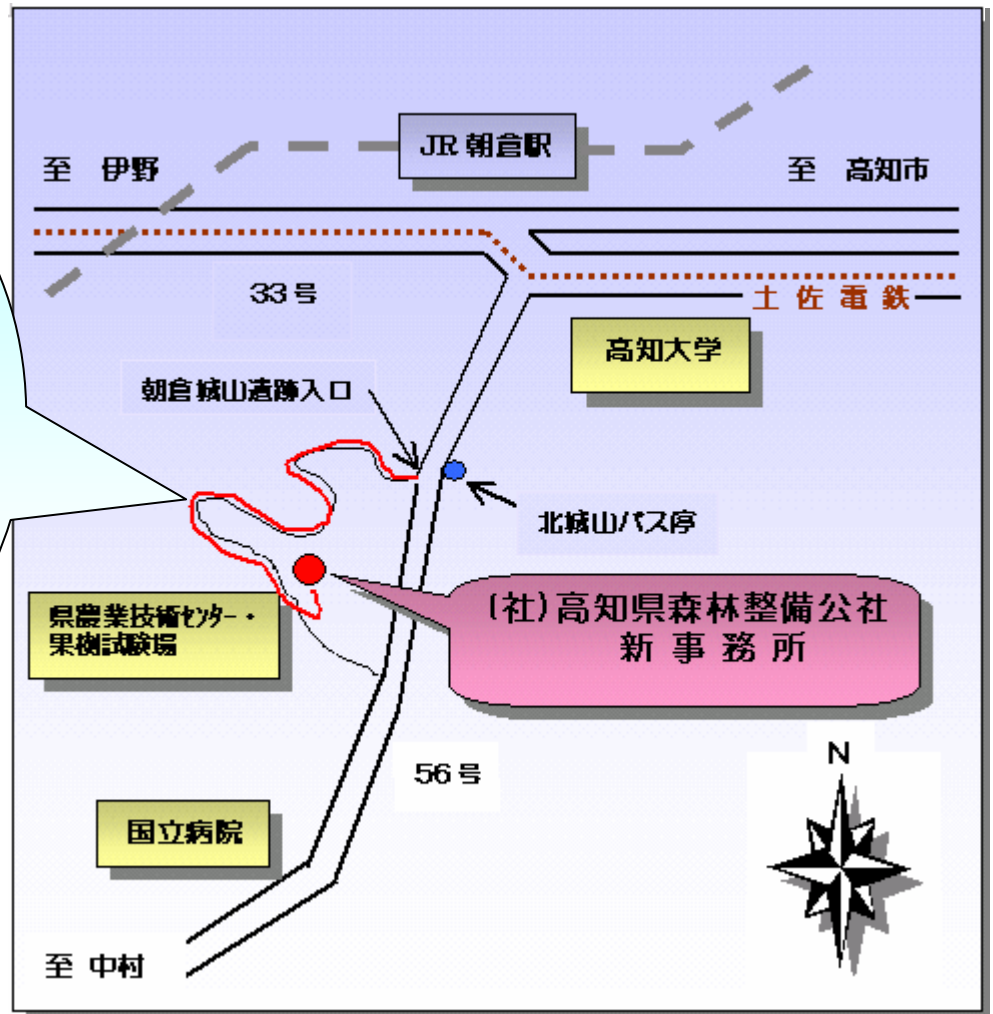 JR 朝倉駅
至 伊野
至 高知市
33号
土佐電鉄
高知大学
朝倉城山遺跡入口
北城山バス停
(社)高知県森林整備公社
新事務所
県農業技術センター・
果樹試験場
56号
N
国立病院
至 中村